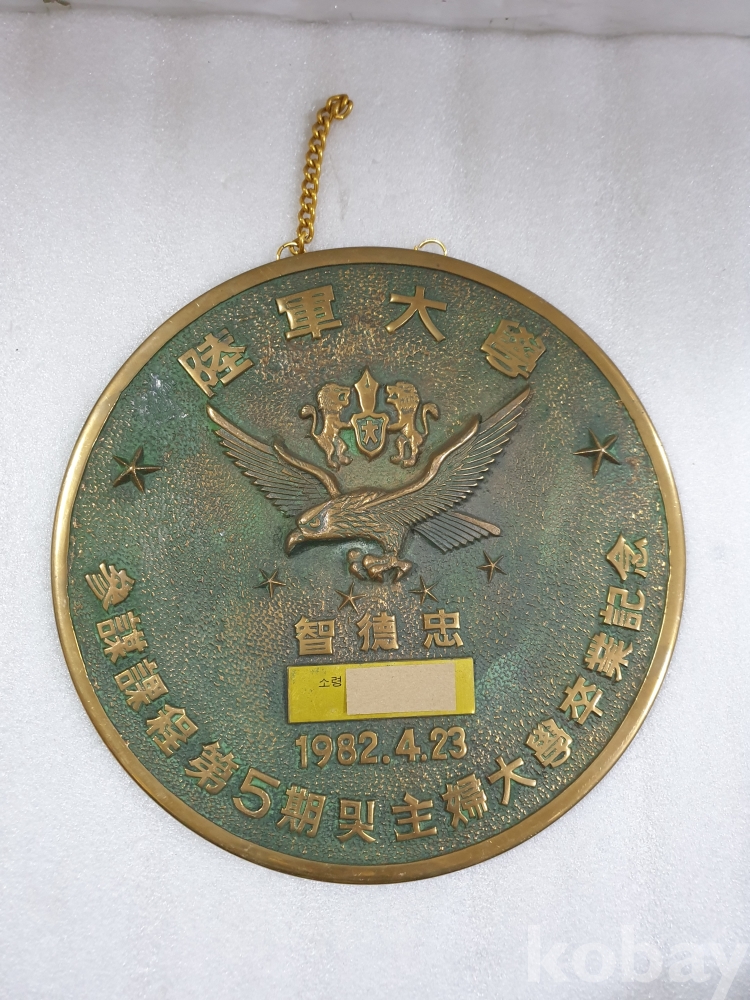 陸軍大學
大
智德忠
소령
1982.4.23
參謀課程第5期및主婦大學卒業記念
kobay